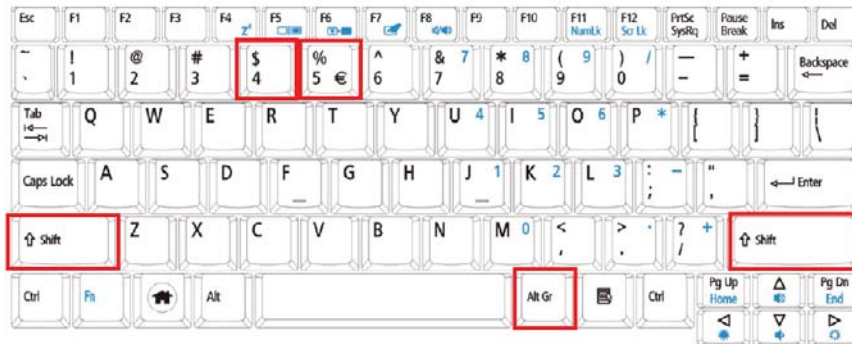 Esc F1 F2 F3 F4 Zz F5 F6 F7 F8 F9 F10 F11 NumLk F12 Scr Lk PrtSc SysRq Pause Break Ins Del
~ ` ! 1 @ 2 # 3 $ 4 % 5 € ^ 6 & 7 7 * 8 8 ( 9 9 ) / 0 — - + = Backspace
Tab Q W E R T Y U 4 I 5 O 6 P * { [ } ] | \
Caps Lock A S D F G H J 1 K 2 L 3 : - ; " ' Enter
Shift Z X C V B N M 0 < , > . . ? + / Shift
Ctrl Fn Alt Alt Gr Ctrl Pg Up Home Pg Dn End